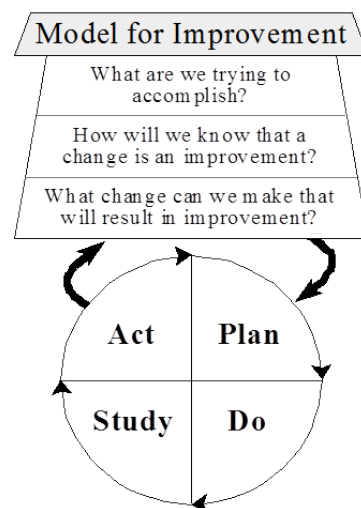 Model for Improvement
What are we trying to
accomplish?
How will we know that a
change is an improvement?
What change can we make that
will result in improvement?
Act
Plan
Study
Do